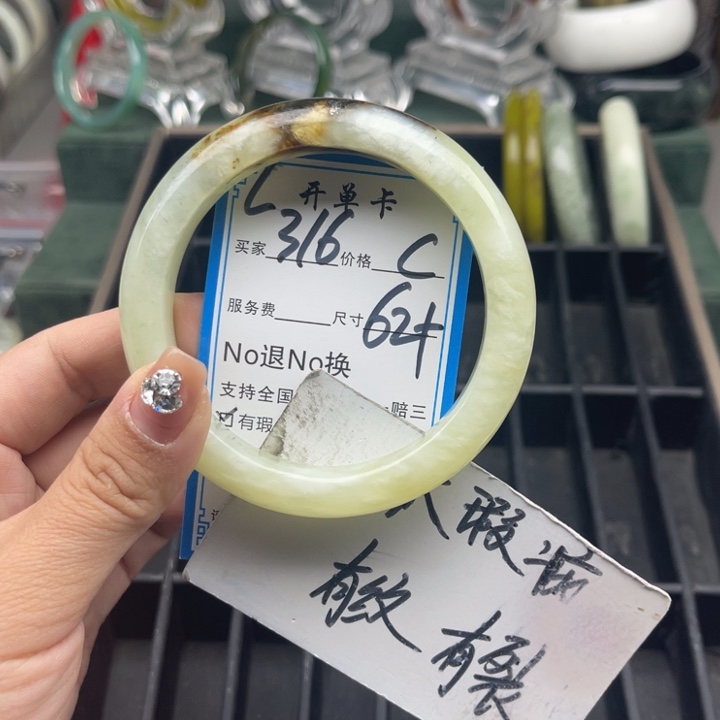 L 开单卡
买家 316 价格 C
服务费 尺寸 62+
No退No换
支持全国 赔三
有瑕
瑕疵
有纹 有裂